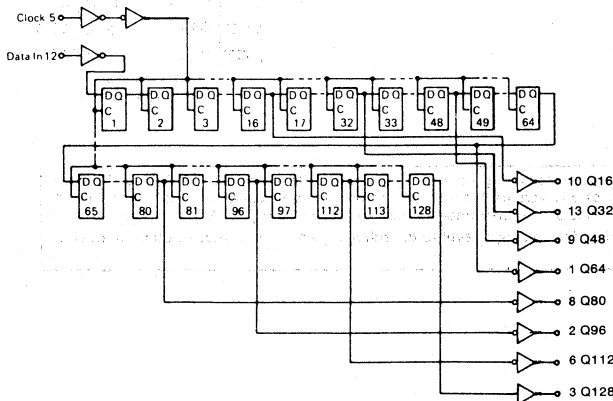 Clock 5
Data In 12
D Q D Q D Q D Q D Q D Q D Q D Q D Q D Q
C C C C C C C C C C
1 2 3 16 17 32 33 48 49 64
D Q D Q D Q D Q D Q D Q D Q D Q
C C C C C C C C
65 80 81 96 97 112 113 128
10 Q16
13 Q32
9 Q48
1 Q64
8 Q80
2 Q96
6 Q112
3 Q128